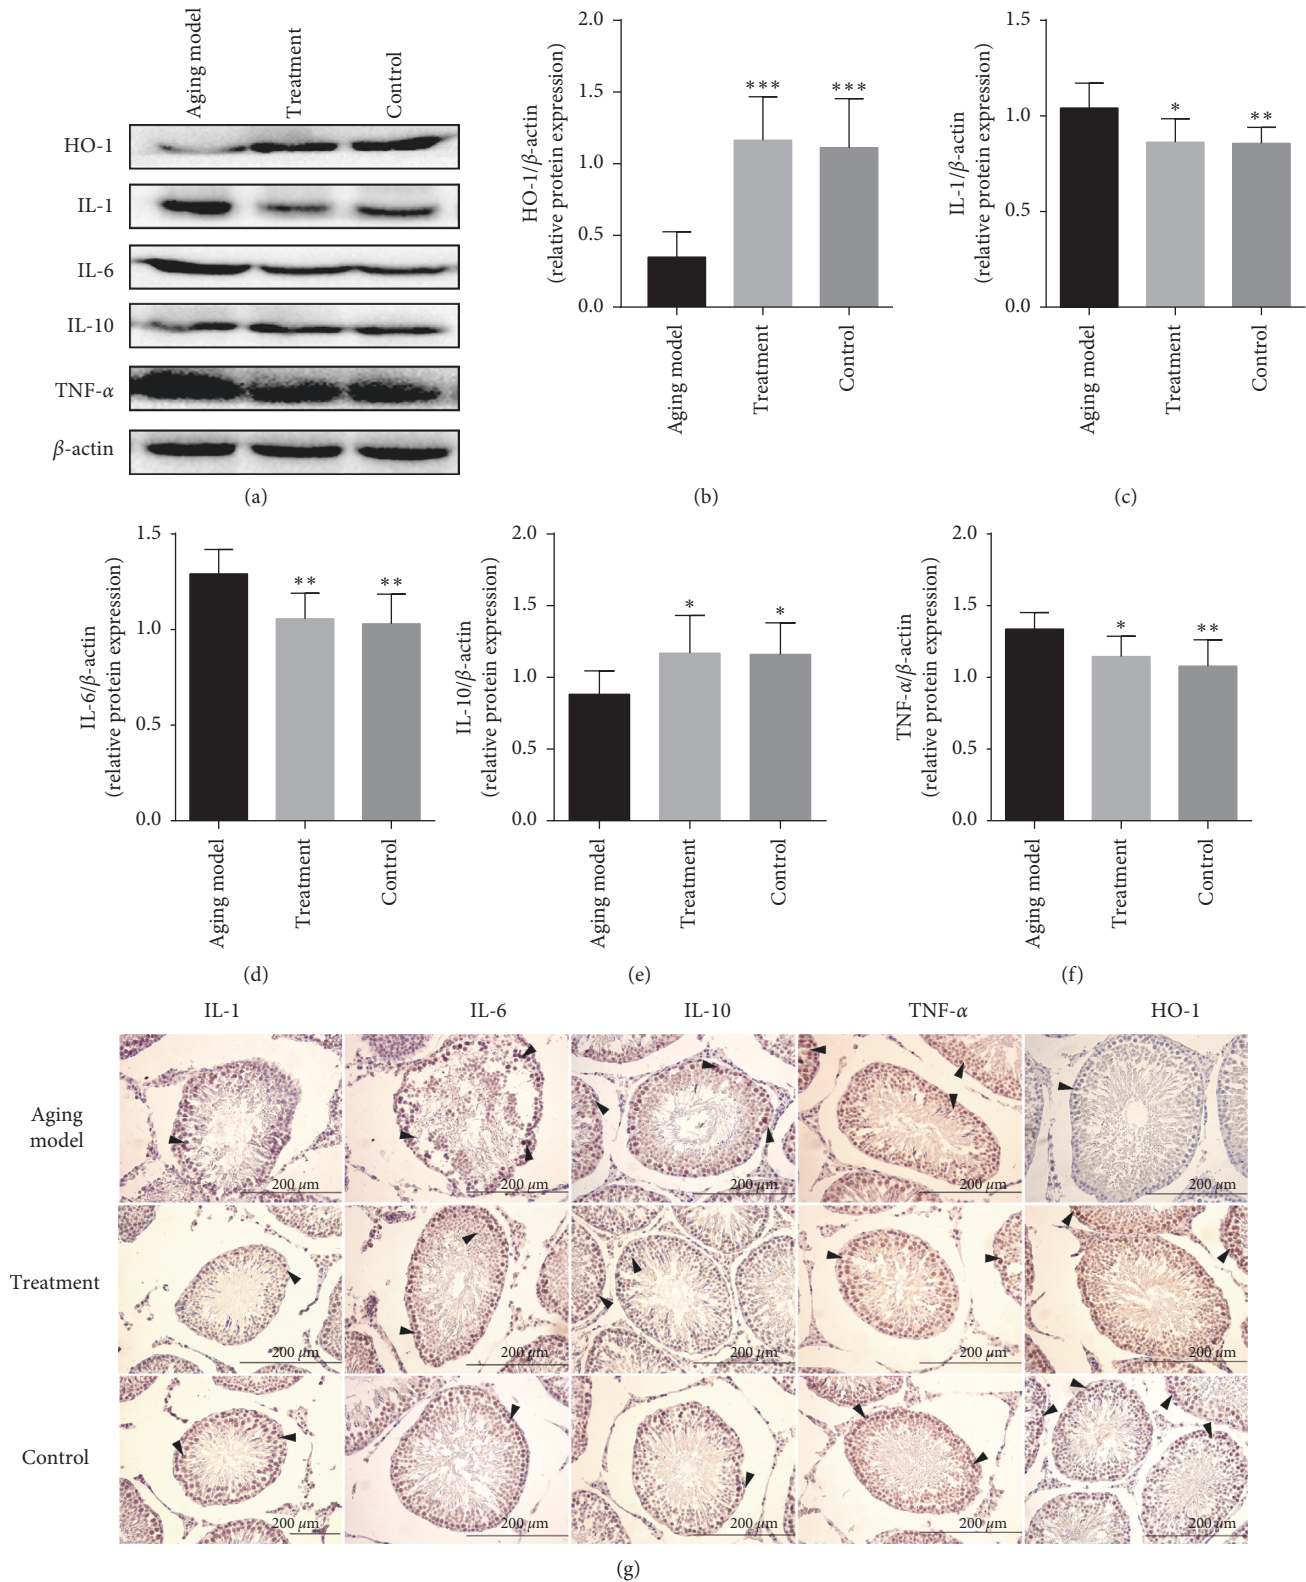 Aging model
Treatment
Control
HO-1
IL-1
IL-6
IL-10
TNF-α
β-actin
(a)
HO-1/β-actin
(relative protein expression)
2.0
1.5
1.0
0.5
0.0
***
***
Aging model
Treatment
Control
(b)
IL-1/β-actin
(relative protein expression)
1.5
1.0
0.5
0.0
*
**
Aging model
Treatment
Control
(c)
IL-6/β-actin
(relative protein expression)
1.5
1.0
0.5
0.0
**
**
Aging model
Treatment
Control
(d)
IL-10/β-actin
(relative protein expression)
2.0
1.5
1.0
0.5
0.0
*
*
Aging model
Treatment
Control
(e)
TNF-α/β-actin
(relative protein expression)
2.0
1.5
1.0
0.5
0.0
*
**
Aging model
Treatment
Control
(f)
IL-1 IL-6 IL-10 TNF-α HO-1
Aging
model
200 µm 200 µm 200 µm 200 µm 200 µm
Treatment
200 µm 200 µm 200 µm 200 µm 200 µm
Control
200 µm 200 µm 200 µm 200 µm 200 µm
(g)